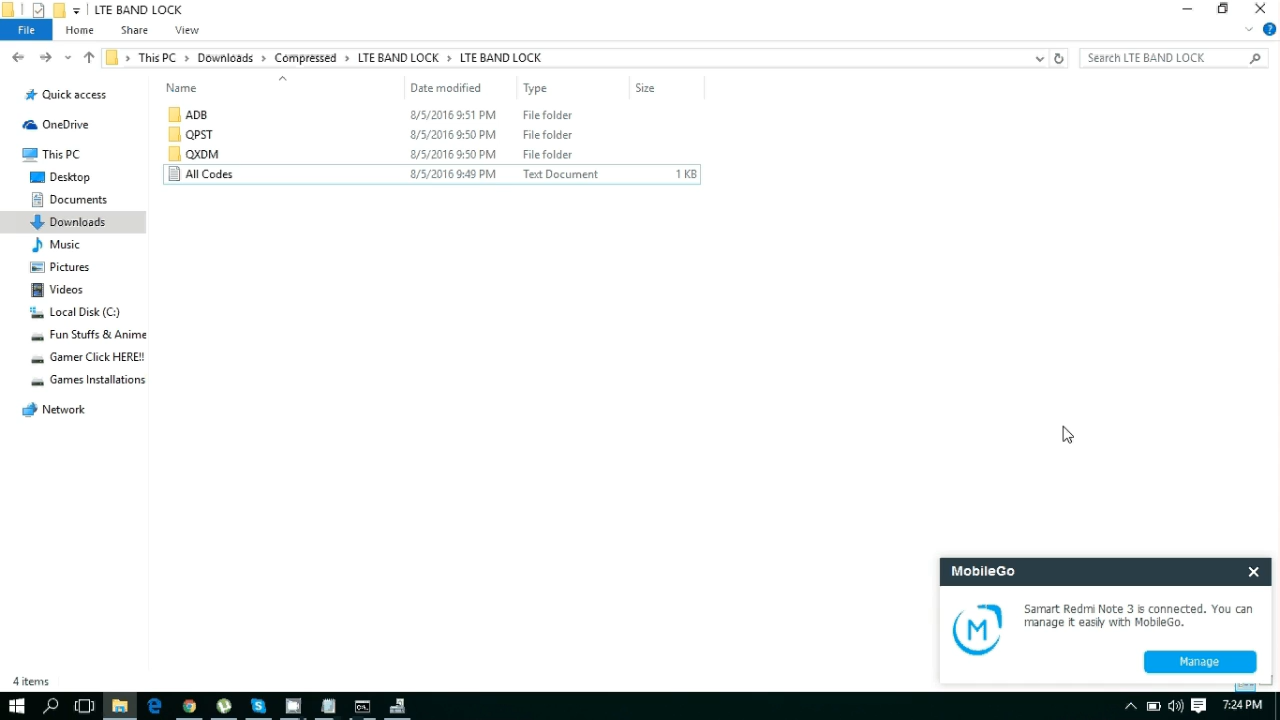 LTE BAND LOCK
File Home Share View
This PC Downloads Compressed LTE BAND LOCK LTE BAND LOCK
Search LTE BAND LOCK
Name Date modified Type Size
ADB 8/5/2016 9:51 PM File folder
QPST 8/5/2016 9:50 PM File folder
QXDM 8/5/2016 9:50 PM File folder
All Codes 8/5/2016 9:49 PM Text Document 1 KB
Quick access
OneDrive
This PC
Desktop
Documents
Downloads
Music
Pictures
Videos
Local Disk (C:)
Fun Stuffs & Anime
Gamer Click HERE!!
Games Installations
Network
MobileGo
M
Samart Redmi Note 3 is connected. You can
manage it easily with MobileGo.
Manage
4 items
7:24 PM